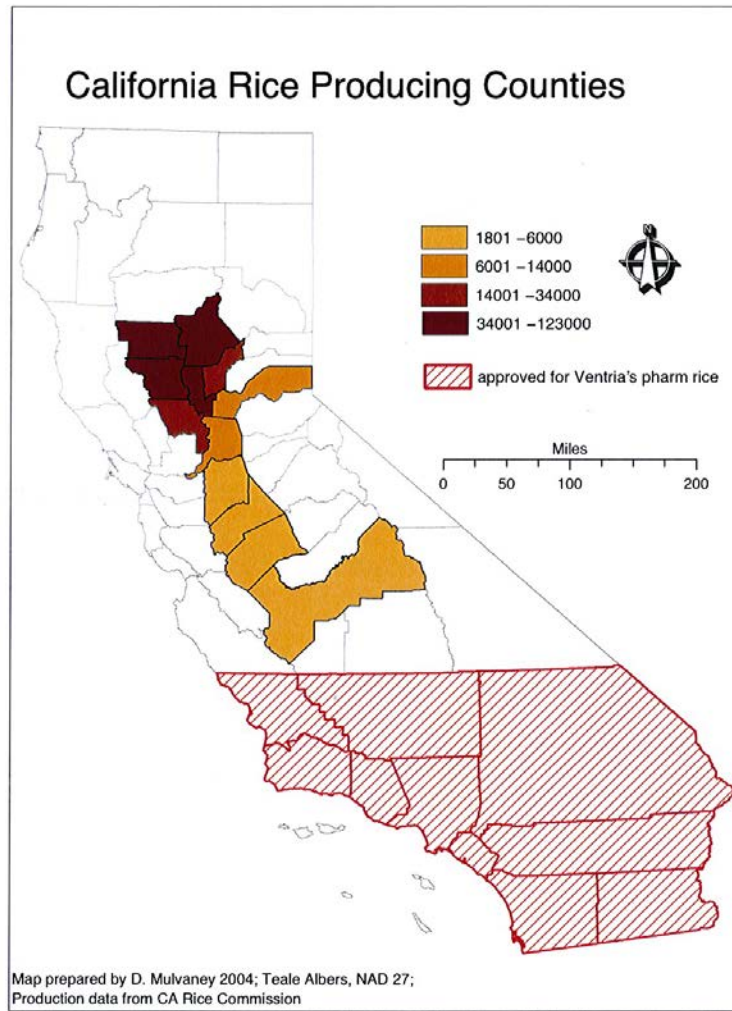 California Rice Producing Counties
N
1801 –6000
6001 –14000
14001 –34000
34001 –123000
approved for Ventria's pharm rice
Miles
0 50 100 200
Map prepared by D. Mulvaney 2004; Teale Albers, NAD 27;
Production data from CA Rice Commission